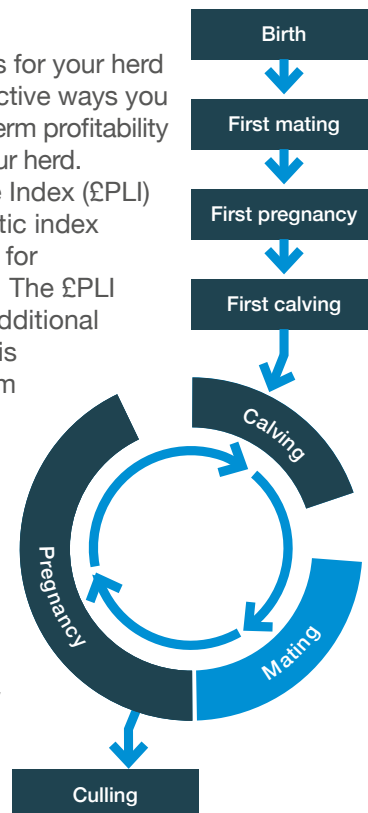 Birth
s for your herd
ctive ways you
First mating
erm profitability
ur herd.
e Index (£PLI)
tic index
First pregnancy
for
The £PLI
First calving
dditional
is
m
Calving
Pregnancy
Mating
Culling